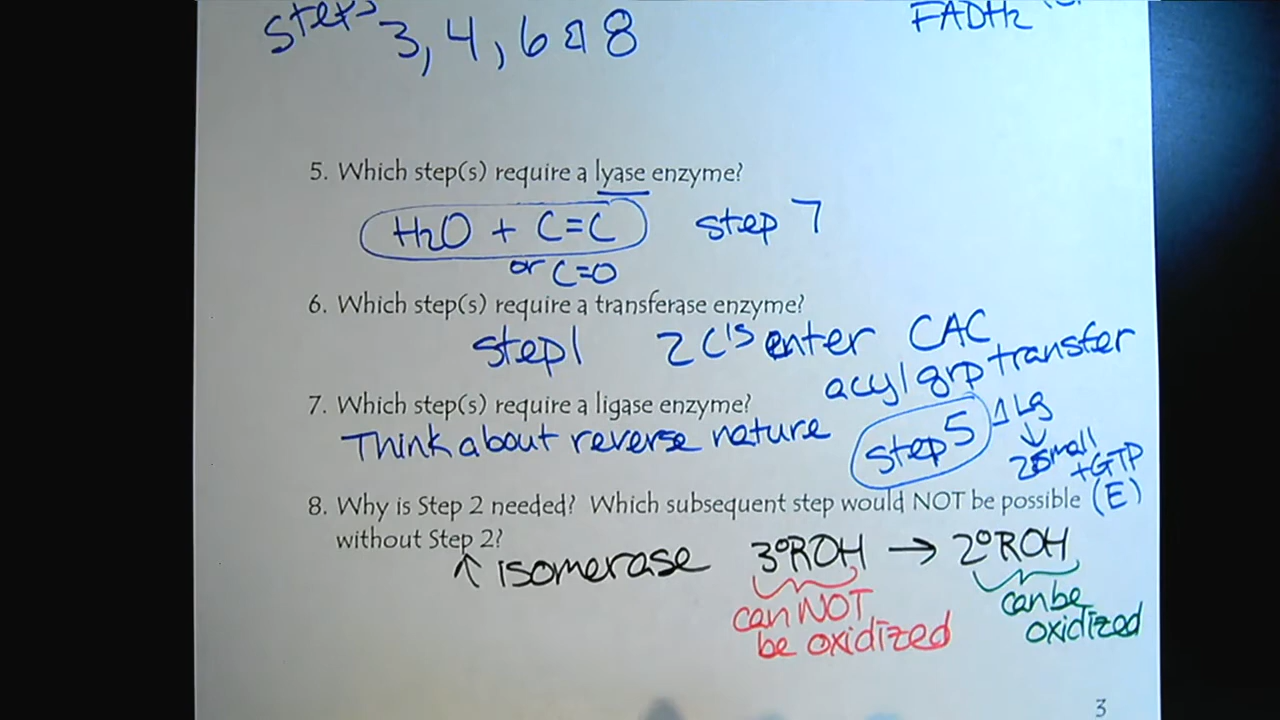 steps 3, 4, 6 & 8
FADH2
5. Which step(s) require a lyase enzyme?
H2O + C=C step 7
or C=O
6. Which step(s) require a transferase enzyme?
step 1 2 C's enter CAC
acyl grp transfer
7. Which step(s) require a ligase enzyme?
Think about reverse nature step 5
1 Lg
↓
2 small
+GTP
(E)
8. Why is Step 2 needed? Which subsequent step would NOT be possible
without Step 2?
↑ isomerase 3°ROH → 2°ROH
can NOT
be oxidized
can be
oxidized
3